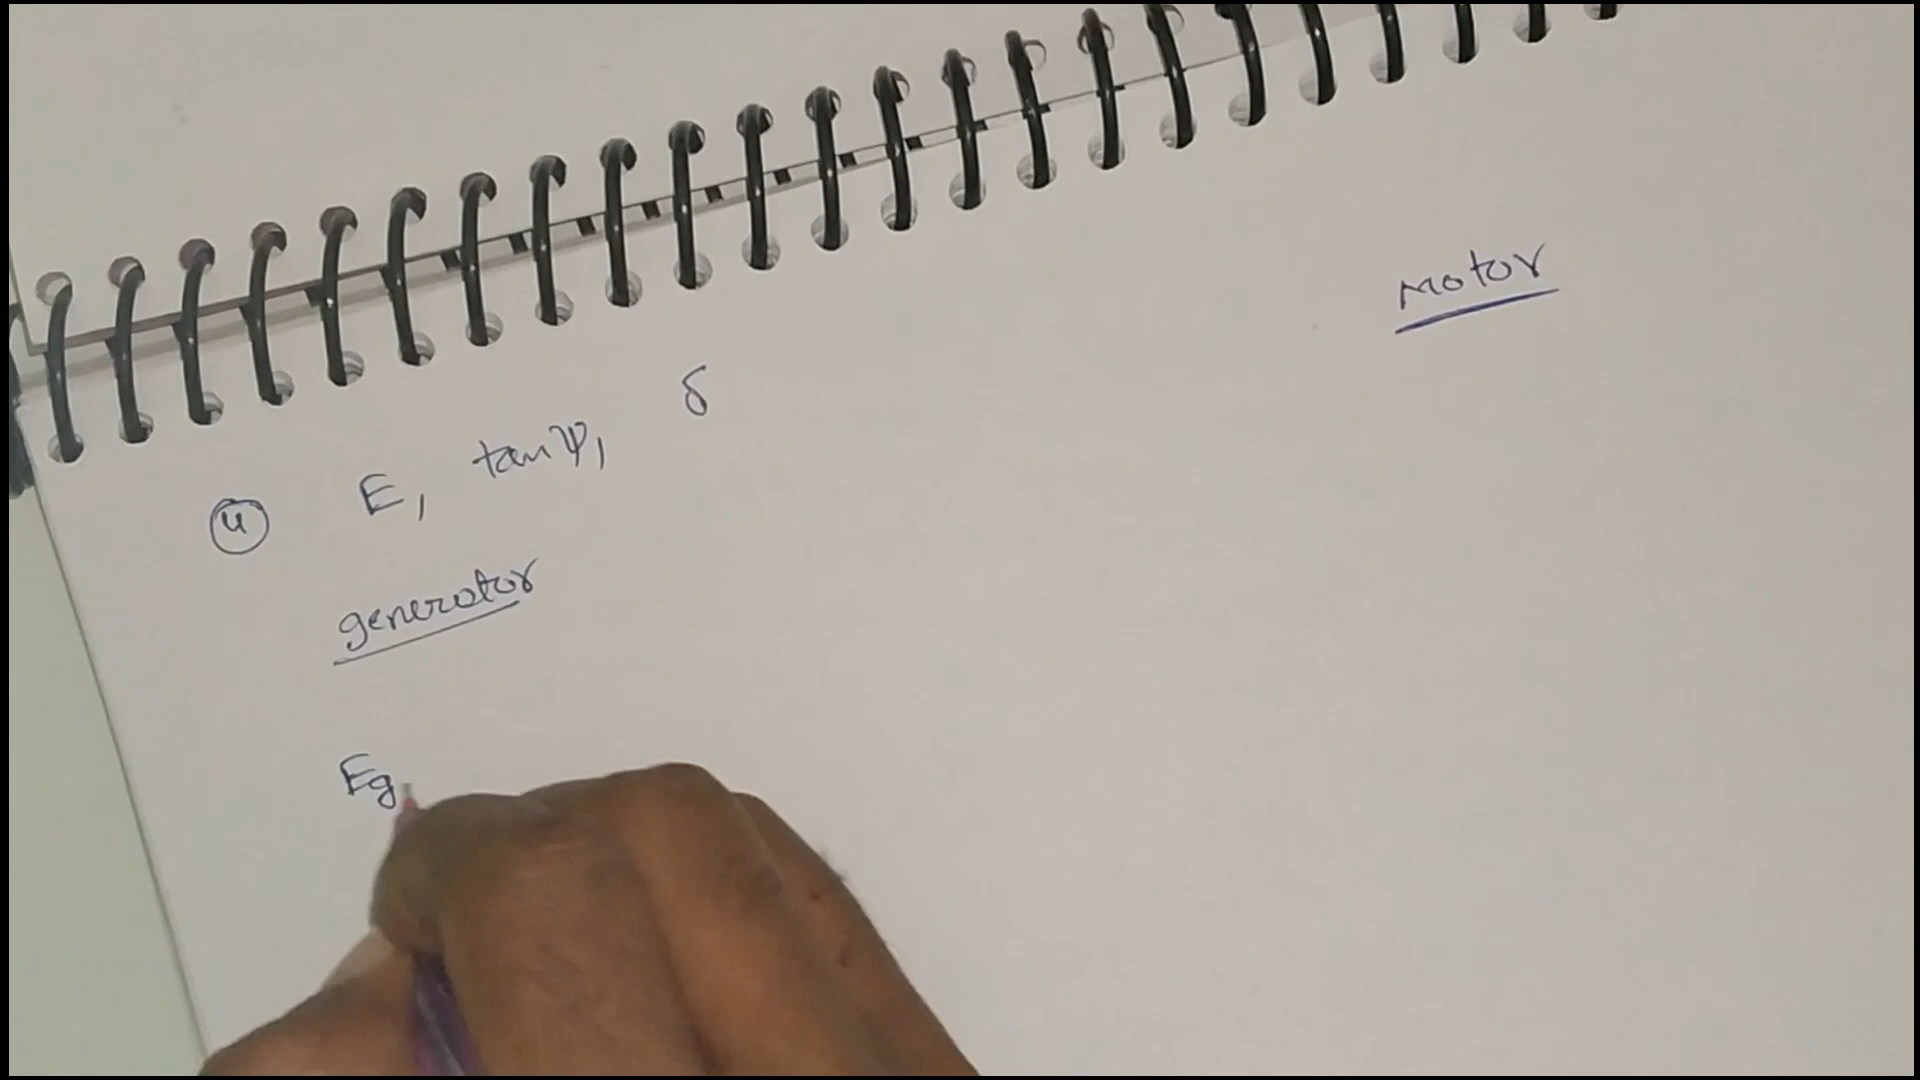 Motor
④ E, tanψ, δ
generator
Eg